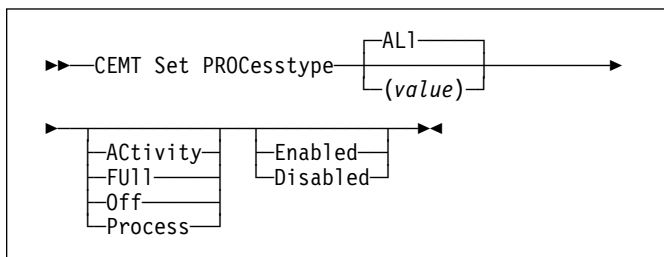 ALl
CEMT Set PROCesstype
(value)
ACtivity
FUll
Off
Process
Enabled
Disabled